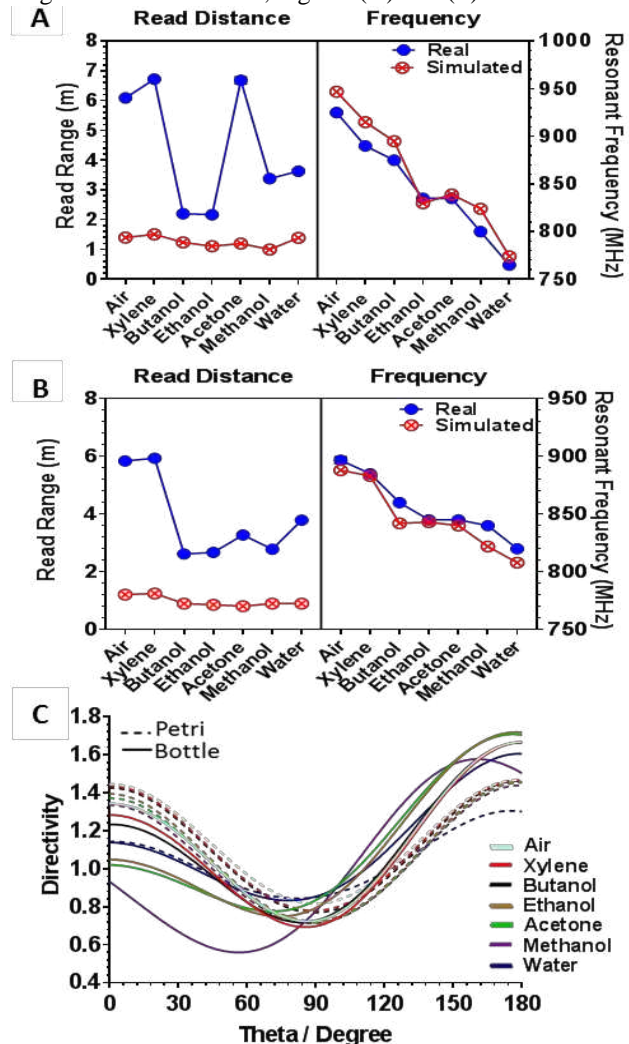 A
Read Distance Frequency
8
7
6
5
4
3
2
1
0
Read Range (m)
Real
Simulated
1000
950
900
850
800
750
Resonant Frequency (MHz)
Air
Xylene
Butanol
Ethanol
Acetone
Methanol
Water
Air
Xylene
Butanol
Ethanol
Acetone
Methanol
Water
B
Read Distance Frequency
8
6
4
2
0
Read Range (m)
Real
Simulated
950
900
850
800
750
Resonant Frequency (MHz)
Air
Xylene
Butanol
Ethanol
Acetone
Methanol
Water
Air
Xylene
Butanol
Ethanol
Acetone
Methanol
Water
C
1.8
1.6
1.4
1.2
1.0
0.8
0.6
0.4
Directivity
Petri
Bottle
Air
Xylene
Butanol
Ethanol
Acetone
Methanol
Water
0 30 60 90 120 150 180
Theta / Degree